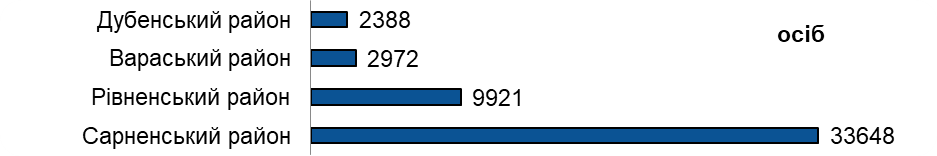 Дубенський район 2388
осіб
Вараський район 2972
Рівненський район 9921
Сарненський район 33648